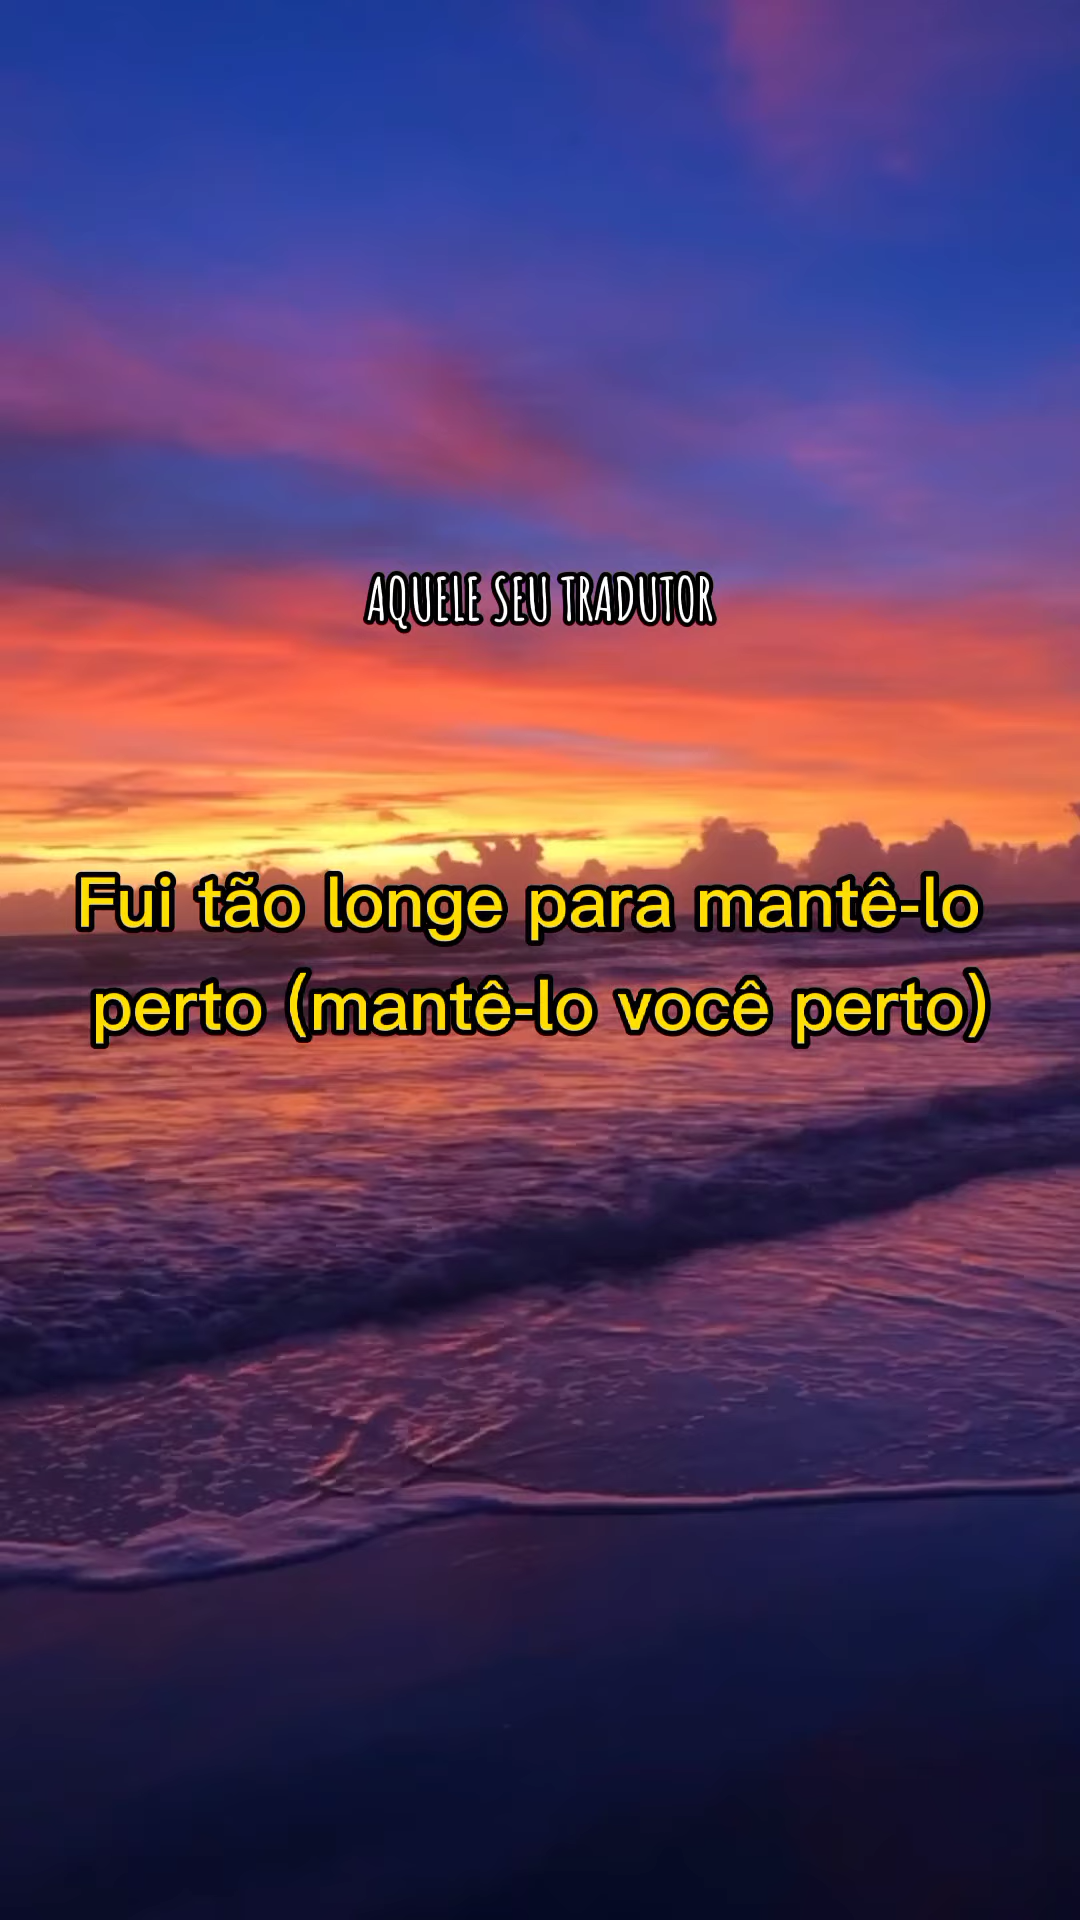 AQUELE SEU TRADUTOR
Fui tão longe para mantê-lo
perto (mantê-lo você perto)